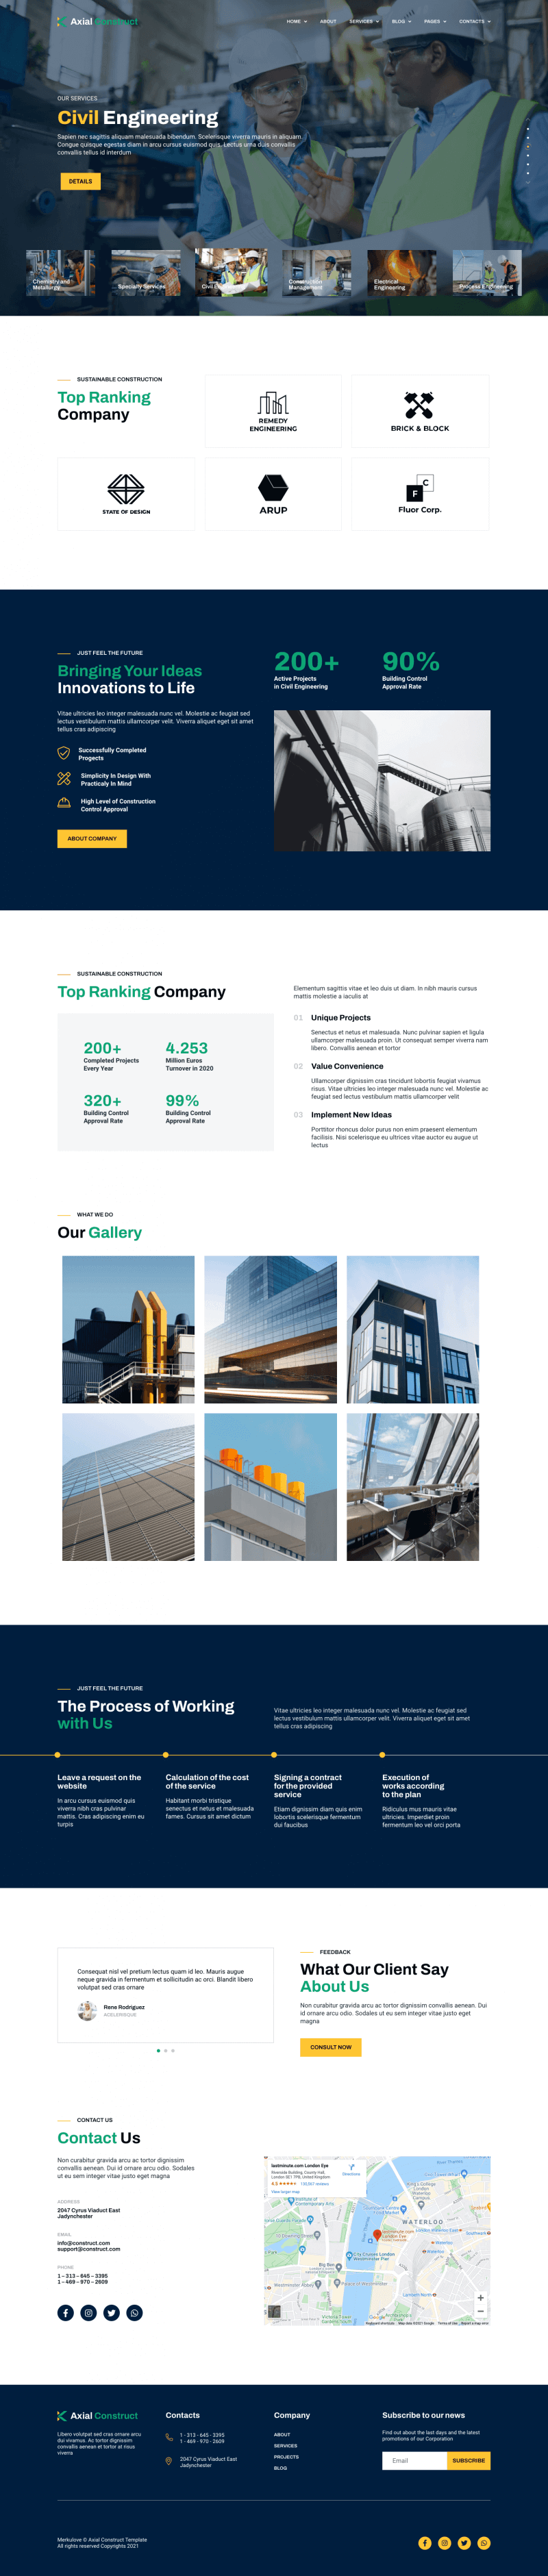 Axial Construct
HOME ABOUT SERVICES BLOG PAGES CONTACTS
OUR SERVICES
Civil Engineering
Sapien nec sagittis aliquam malesuada bibendum. Scelerisque viverra mauris in aliquam.
Congue quisque egestas diam in arcu cursus euismod quis. Lectus urna duis convallis
convallis tellus id interdum
DETAILS
Chemistry and
Metallurgy
Specialty Services
Civil
Construction
Management
Electrical
Engineering
Process Engineering
SUSTAINABLE CONSTRUCTION
Top Ranking
Company
REMEDY
ENGINEERING
BRICK & BLOCK
STATE OF DESIGN
ARUP
F C
Fluor Corp.
JUST FEEL THE FUTURE
Bringing Your Ideas
Innovations to Life
Vitae ultricies leo integer malesuada nunc vel. Molestie ac feugiat sed
lectus vestibulum mattis ullamcorper velit. Viverra aliquet eget sit amet
tellus cras adipiscing
Successfully Completed
Progects
Simplicity In Design With
Practicaly In Mind
High Level of Construction
Control Approval
ABOUT COMPANY
200+
Active Projects
in Civil Engineering
90%
Building Control
Approval Rate
SUSTAINABLE CONSTRUCTION
Top Ranking Company
200+
Completed Projects
Every Year
4.253
Million Euros
Turnover in 2020
320+
Building Control
Approval Rate
99%
Building Control
Approval Rate
Elementum sagittis vitae et leo duis ut diam. In nibh mauris cursus
mattis molestie a iaculis at
01 Unique Projects
Senectus et netus et malesuada. Nunc pulvinar sapien et ligula
ullamcorper malesuada proin. Ut consequat semper viverra nam
libero. Convallis aenean et tortor
02 Value Convenience
Ullamcorper dignissim cras tincidunt lobortis feugiat vivamus
risus. Vitae ultricies leo integer malesuada nunc vel. Molestie ac
feugiat sed lectus vestibulum mattis ullamcorper velit
03 Implement New Ideas
Porttitor rhoncus dolor purus non enim praesent elementum
facilisis. Nisi scelerisque eu ultrices vitae auctor eu augue ut
lectus
WHAT WE DO
Our Gallery
JUST FEEL THE FUTURE
The Process of Working
with Us
Vitae ultricies leo integer malesuada nunc vel. Molestie ac feugiat sed
lectus vestibulum mattis ullamcorper velit. Viverra aliquet eget sit amet
tellus cras adipiscing
Leave a request on the
website
In arcu cursus euismod quis
viverra nibh cras pulvinar
mattis. Cras adipiscing enim eu
turpis
Calculation of the cost
of the service
Habitant morbi tristique
senectus et netus et malesuada
fames. Cursus sit amet dictum
Signing a contract
for the provided
service
Etiam dignissim diam quis enim
lobortis scelerisque fermentum
dui faucibus
Execution of
works according
to the plan
Ridiculus mus mauris vitae
ultricies. Imperdiet proin
fermentum leo vel orci porta
Consequat nisl vel pretium lectus quam id leo. Mauris augue
neque gravida in fermentum et sollicitudin ac orci. Blandit libero
volutpat sed cras ornare
Rene Rodriguez
ACELERISQUE
FEEDBACK
What Our Client Say
About Us
Non curabitur gravida arcu ac tortor dignissim convallis aenean. Dui
id ornare arcu odio. Sodales ut eu sem integer vitae justo eget
magna
CONSULT NOW
CONTACT US
Contact Us
Non curabitur gravida arcu ac tortor dignissim
convallis aenean. Dui id ornare arcu odio. Sodales
ut eu sem integer vitae justo eget magna
ADDRESS
2047 Cyrus Viaduct East
Jadynchester
EMAIL
info@construct.com
support@construct.com
PHONE
1 – 313 – 645 – 3395
1 – 469 – 970 – 2609
lastminute.com London Eye
Riverside Building, County Hall,
London SE1 7PB, United Kingdom
Directions
View larger map
WATERLOO
Waterloo
Big Ben
Westminster Abbey
Palace of Westminster
Lambeth North
Axial Construct
Libero volutpat sed cras ornare arcu
dui vivamus. Ac tortor dignissim
convallis aenean et tortor at risus
viverra
Contacts
1 - 313 - 645 - 3395
1 - 469 - 970 - 2609
2047 Cyrus Viaduct East
Jadynchester
Company
ABOUT
SERVICES
PROJECTS
BLOG
Subscribe to our news
Find out about the last days and the latest
promotions of our Corporation
Email
SUBSCRIBE
Merkulove © Axial Construct Template
All rights reserved Copyrights 2021